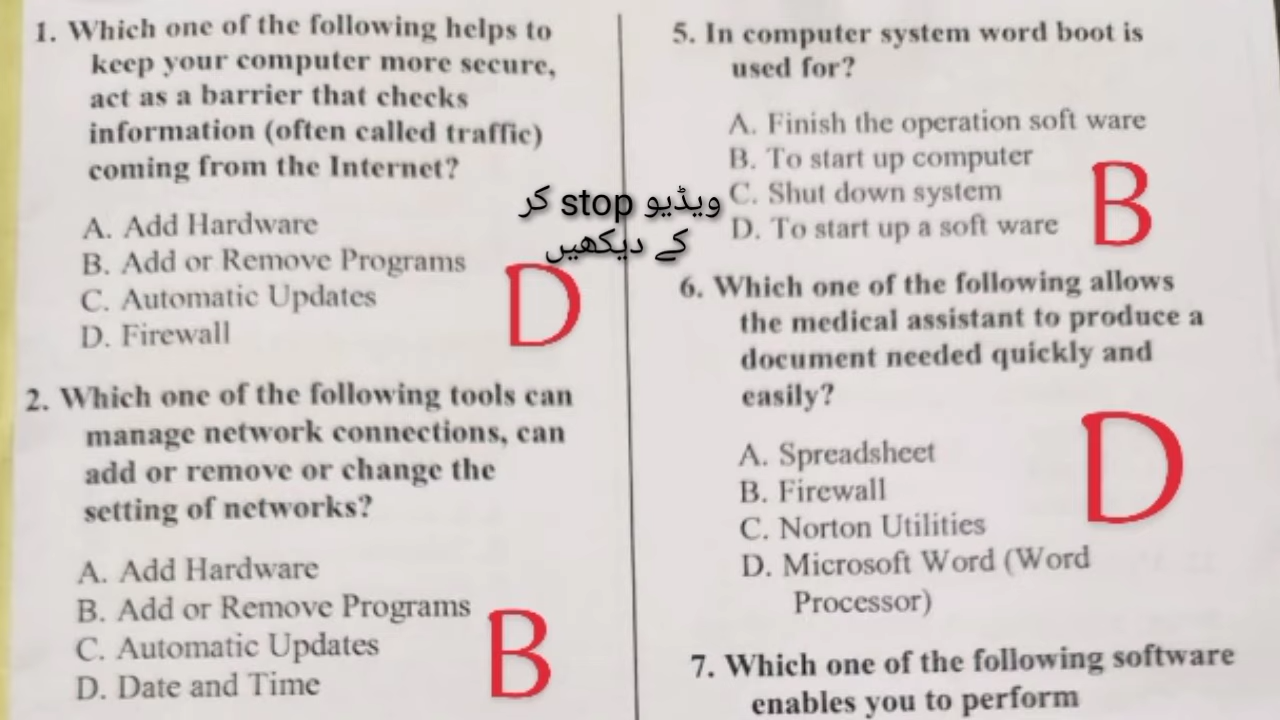 1. Which one of the following helps to
keep your computer more secure,
act as a barrier that checks
information (often called traffic)
coming from the Internet?
A. Add Hardware
B. Add or Remove Programs
C. Automatic Updates
D. Firewall
D
2. Which one of the following tools can
manage network connections, can
add or remove or change the
setting of networks?
A. Add Hardware
B. Add or Remove Programs
C. Automatic Updates
D. Date and Time
B
ویڈیو stop کر
کے دیکھیں
5. In computer system word boot is
used for?
A. Finish the operation soft ware
B. To start up computer
C. Shut down system
D. To start up a soft ware
B
6. Which one of the following allows
the medical assistant to produce a
document needed quickly and
easily?
A. Spreadsheet
B. Firewall
C. Norton Utilities
D. Microsoft Word (Word
Processor)
D
7. Which one of the following software
enables you to perform